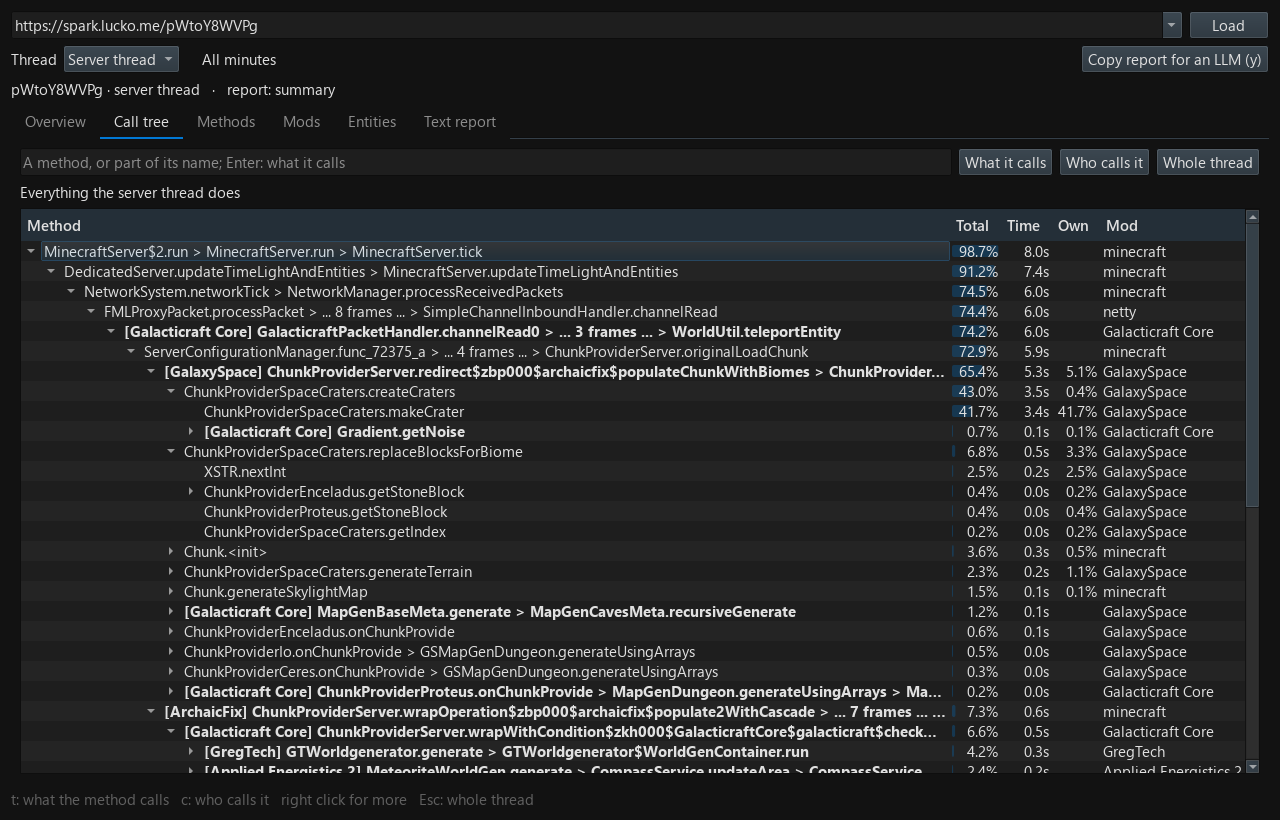 https://spark.lucko.me/pWtoY8WVPg Load
Thread Server thread All minutes Copy report for an LLM (y)
pWtoY8WVPg · server thread · report: summary
Overview Call tree Methods Mods Entities Text report
A method, or part of its name; Enter: what it calls What it calls Who calls it Whole thread
Everything the server thread does
Method Total Time Own Mod
MinecraftServer$2.run > MinecraftServer.run > MinecraftServer.tick 98.7% 8.0s minecraft
DedicatedServer.updateTimeLightAndEntities > MinecraftServer.updateTimeLightAndEntities 91.2% 7.4s minecraft
NetworkSystem.networkTick > NetworkManager.processReceivedPackets 74.5% 6.0s minecraft
FMLProxyPacket.processPacket > ... 8 frames ... > SimpleChannelInboundHandler.channelRead 74.4% 6.0s netty
[Galacticraft Core] GalacticraftPacketHandler.channelRead0 > ... 3 frames ... > WorldUtil.teleportEntity 74.2% 6.0s Galacticraft Core
ServerConfigurationManager.func_72375_a > ... 4 frames ... > ChunkProviderServer.originalLoadChunk 72.9% 5.9s minecraft
[GalaxySpace] ChunkProviderServer.redirect$zbp000$archaicfix$populateChunkWithBiomes > ChunkProvider... 65.4% 5.3s 5.1% GalaxySpace
ChunkProviderSpaceCraters.createCraters 43.0% 3.5s 0.4% GalaxySpace
ChunkProviderSpaceCraters.makeCrater 41.7% 3.4s 41.7% GalaxySpace
[Galacticraft Core] Gradient.getNoise 0.7% 0.1s 0.1% Galacticraft Core
ChunkProviderSpaceCraters.replaceBlocksForBiome 6.8% 0.5s 3.3% GalaxySpace
XSTR.nextInt 2.5% 0.2s 2.5% GalaxySpace
ChunkProviderEnceladus.getStoneBlock 0.4% 0.0s 0.2% GalaxySpace
ChunkProviderProteus.getStoneBlock 0.4% 0.0s 0.4% GalaxySpace
ChunkProviderSpaceCraters.getIndex 0.2% 0.0s 0.2% GalaxySpace
Chunk.<init> 3.6% 0.3s 0.5% minecraft
ChunkProviderSpaceCraters.generateTerrain 2.3% 0.2s 1.1% GalaxySpace
Chunk.generateSkylightMap 1.5% 0.1s 0.1% minecraft
[Galacticraft Core] MapGenBaseMeta.generate > MapGenCavesMeta.recursiveGenerate 1.2% 0.1s GalaxySpace
ChunkProviderEnceladus.onChunkProvide 0.6% 0.1s GalaxySpace
ChunkProviderIo.onChunkProvide > GSMapGenDungeon.generateUsingArrays 0.5% 0.0s GalaxySpace
ChunkProviderCeres.onChunkProvide > GSMapGenDungeon.generateUsingArrays 0.3% 0.0s GalaxySpace
[Galacticraft Core] ChunkProviderProteus.onChunkProvide > MapGenDungeon.generateUsingArrays > Ma... 0.2% 0.0s Galacticraft Core
[ArchaicFix] ChunkProviderServer.wrapOperation$zbp000$archaicfix$populate2WithCascade > ... 7 frames ... ... 7.3% 0.6s minecraft
[Galacticraft Core] ChunkProviderServer.wrapWithCondition$zkh000$GalacticraftCore$galacticraft$check... 6.6% 0.5s Galacticraft Core
[GregTech] GTWorldgenerator.generate > GTWorldgenerator$WorldGenContainer.run 4.2% 0.3s GregTech
[Applied Energistics 2] MeteoriteWorldGen.generate > CompassService.updateArea > CompassService 2.4% 0.2s Applied Energistics 2
t: what the method calls c: who calls it right click for more Esc: whole thread